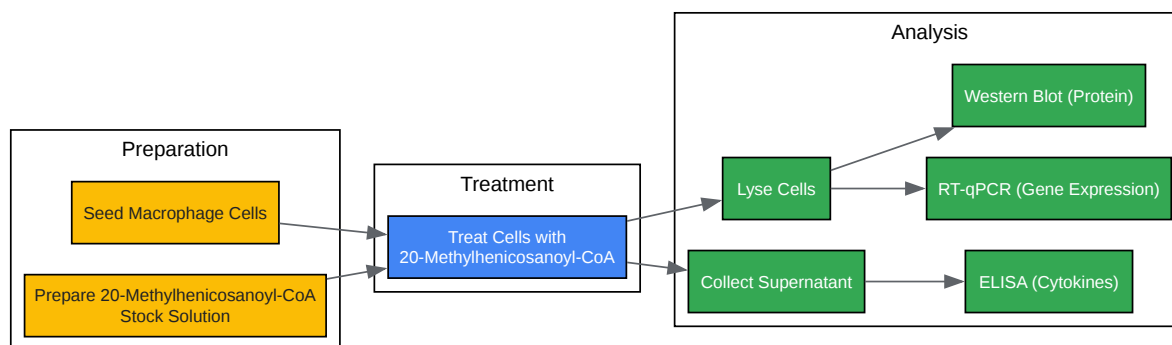 Preparation
Seed Macrophage Cells
Prepare 20-Methylhenicosanoyl-CoA
Stock Solution
Treatment
Treat Cells with
20-Methylhenicosanoyl-CoA
Analysis
Lyse Cells
Collect Supernatant
Western Blot (Protein)
RT-qPCR (Gene Expression)
ELISA (Cytokines)